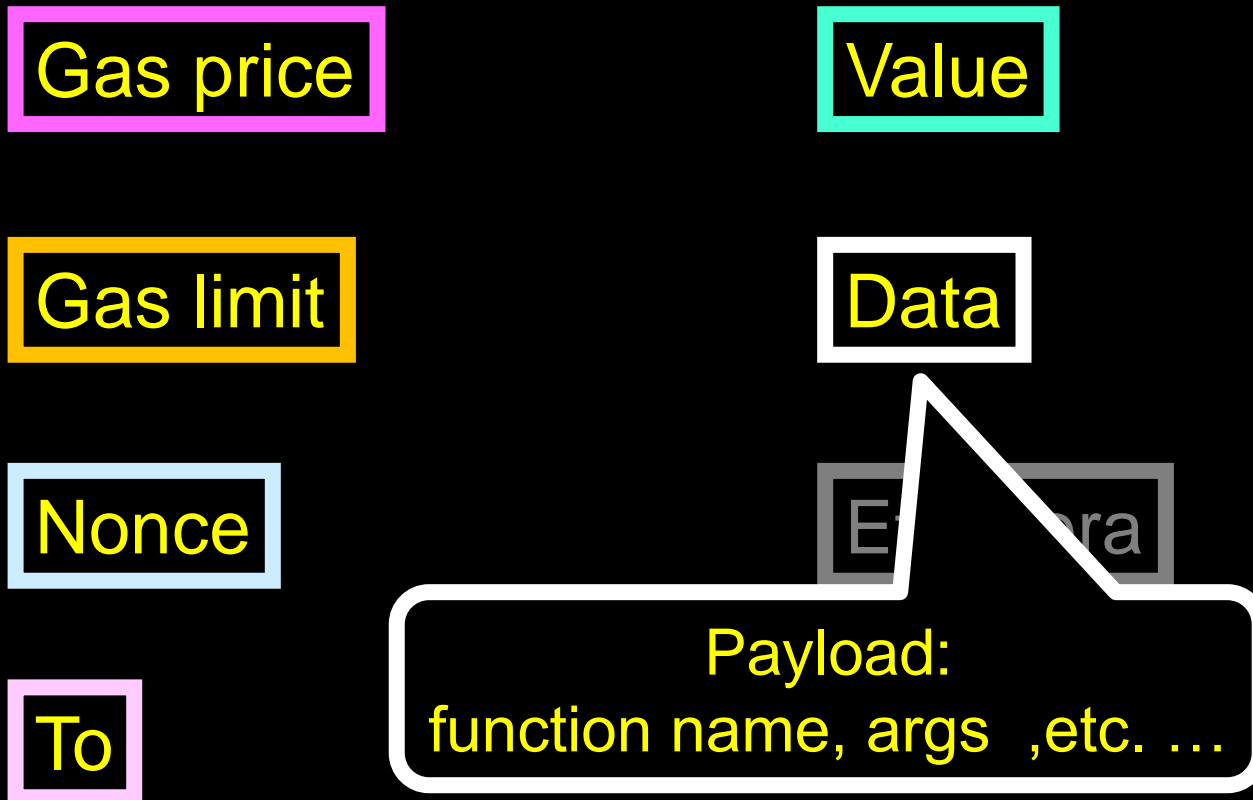 Gas price
Value
Gas limit
Data
Nonce
To
Payload:
function name, args  ,etc. …